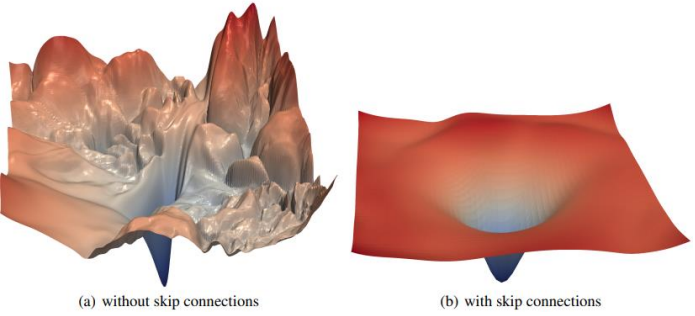 (a) without skip connections
(b) with skip connections